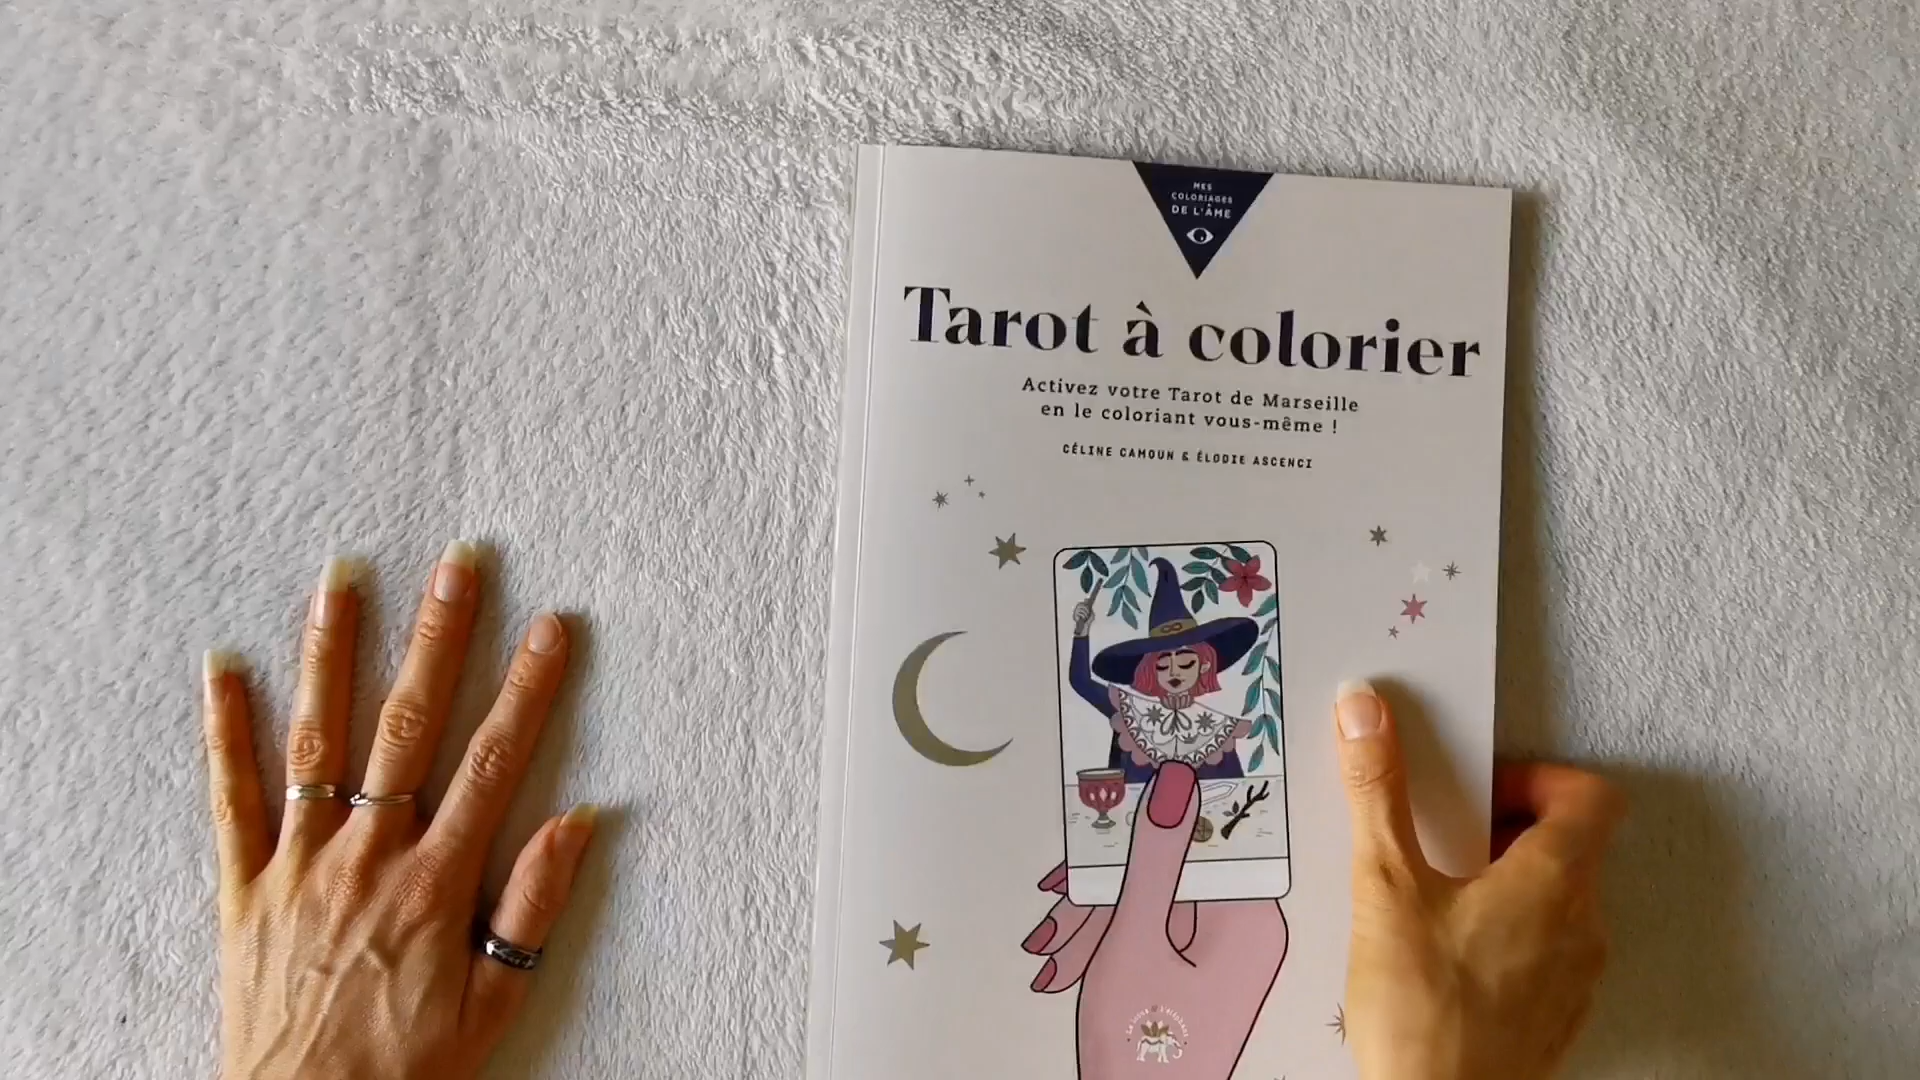 MES
COLORIAGES
DE L'ÂME
Tarot à colorier
Activez votre Tarot de Marseille
en le coloriant vous-même !
CÉLINE CAMOUN & ÉLODIE ASCENCI